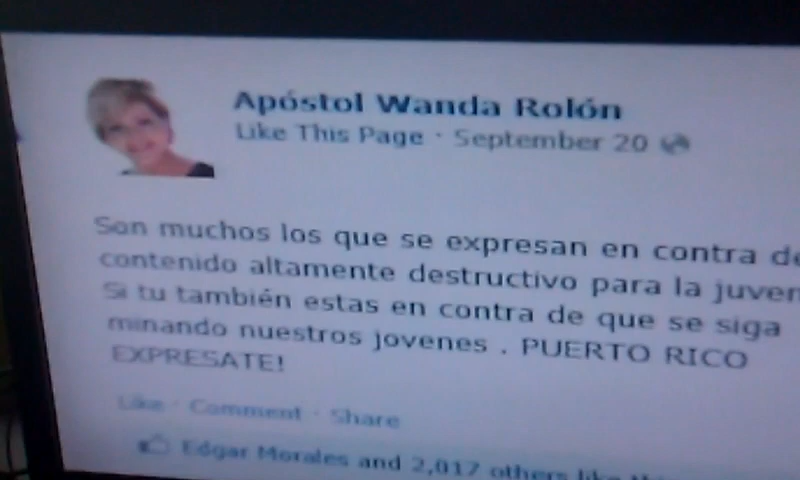 Apóstol Wanda Rolón
Like This Page · September 20
Son muchos los que se expresan en contra de
contenido altamente destructivo para la juven
Si tu también estas en contra de que se siga
minando nuestros jovenes . PUERTO RICO
EXPRESATE!
Like · Comment · Share
Edgar Morales and 2,017 others like this